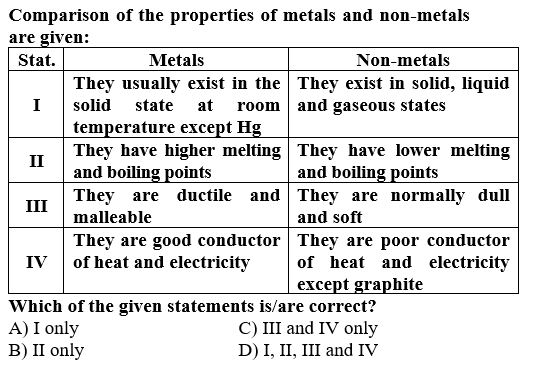 Comparison of the properties of metals and non-metals
are given:
Stat. Metals Non-metals
I They usually exist in the solid state at room temperature except Hg They exist in solid, liquid and gaseous states
II They have higher melting and boiling points They have lower melting and boiling points
III They are ductile and malleable They are normally dull and soft
IV They are good conductor of heat and electricity They are poor conductor of heat and electricity except graphite
Which of the given statements is/are correct?
A) I only C) III and IV only
B) II only D) I, II, III and IV